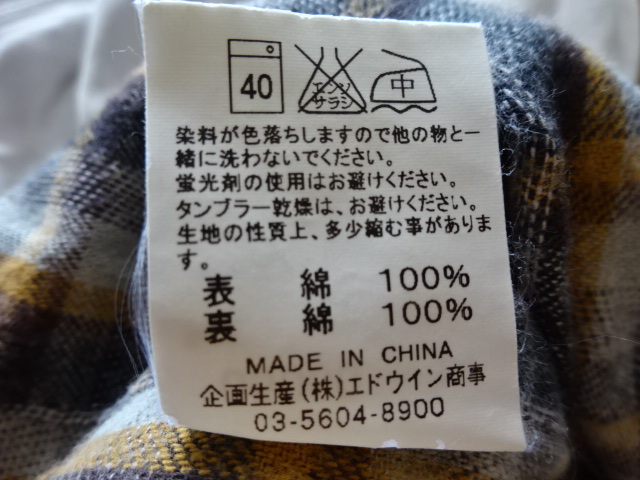 40
エンソ
サラシ
中
染料が色落ちしますので他の物と一
緒に洗わないでください。
蛍光剤の使用はお避けください。
タンブラー乾燥は、お避けください。
生地の性質上、多少縮む事がありま
す。
表 綿 100%
裏 綿 100%
MADE IN CHINA
企画生産(株)エドウイン商事
03-5604-8900